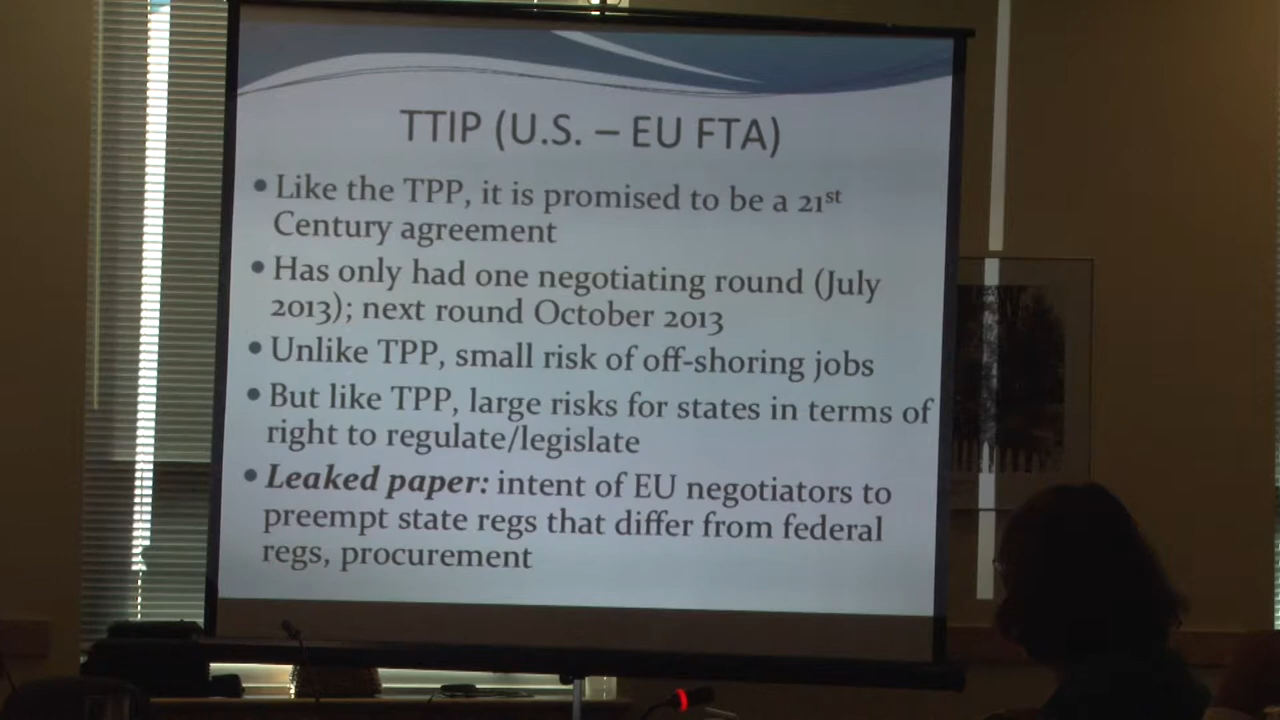 TTIP (U.S. – EU FTA)
• Like the TPP, it is promised to be a 21st
Century agreement
• Has only had one negotiating round (July
2013); next round October 2013
• Unlike TPP, small risk of off-shoring jobs
• But like TPP, large risks for states in terms of
right to regulate/legislate
• Leaked paper: intent of EU negotiators to
preempt state regs that differ from federal
regs, procurement